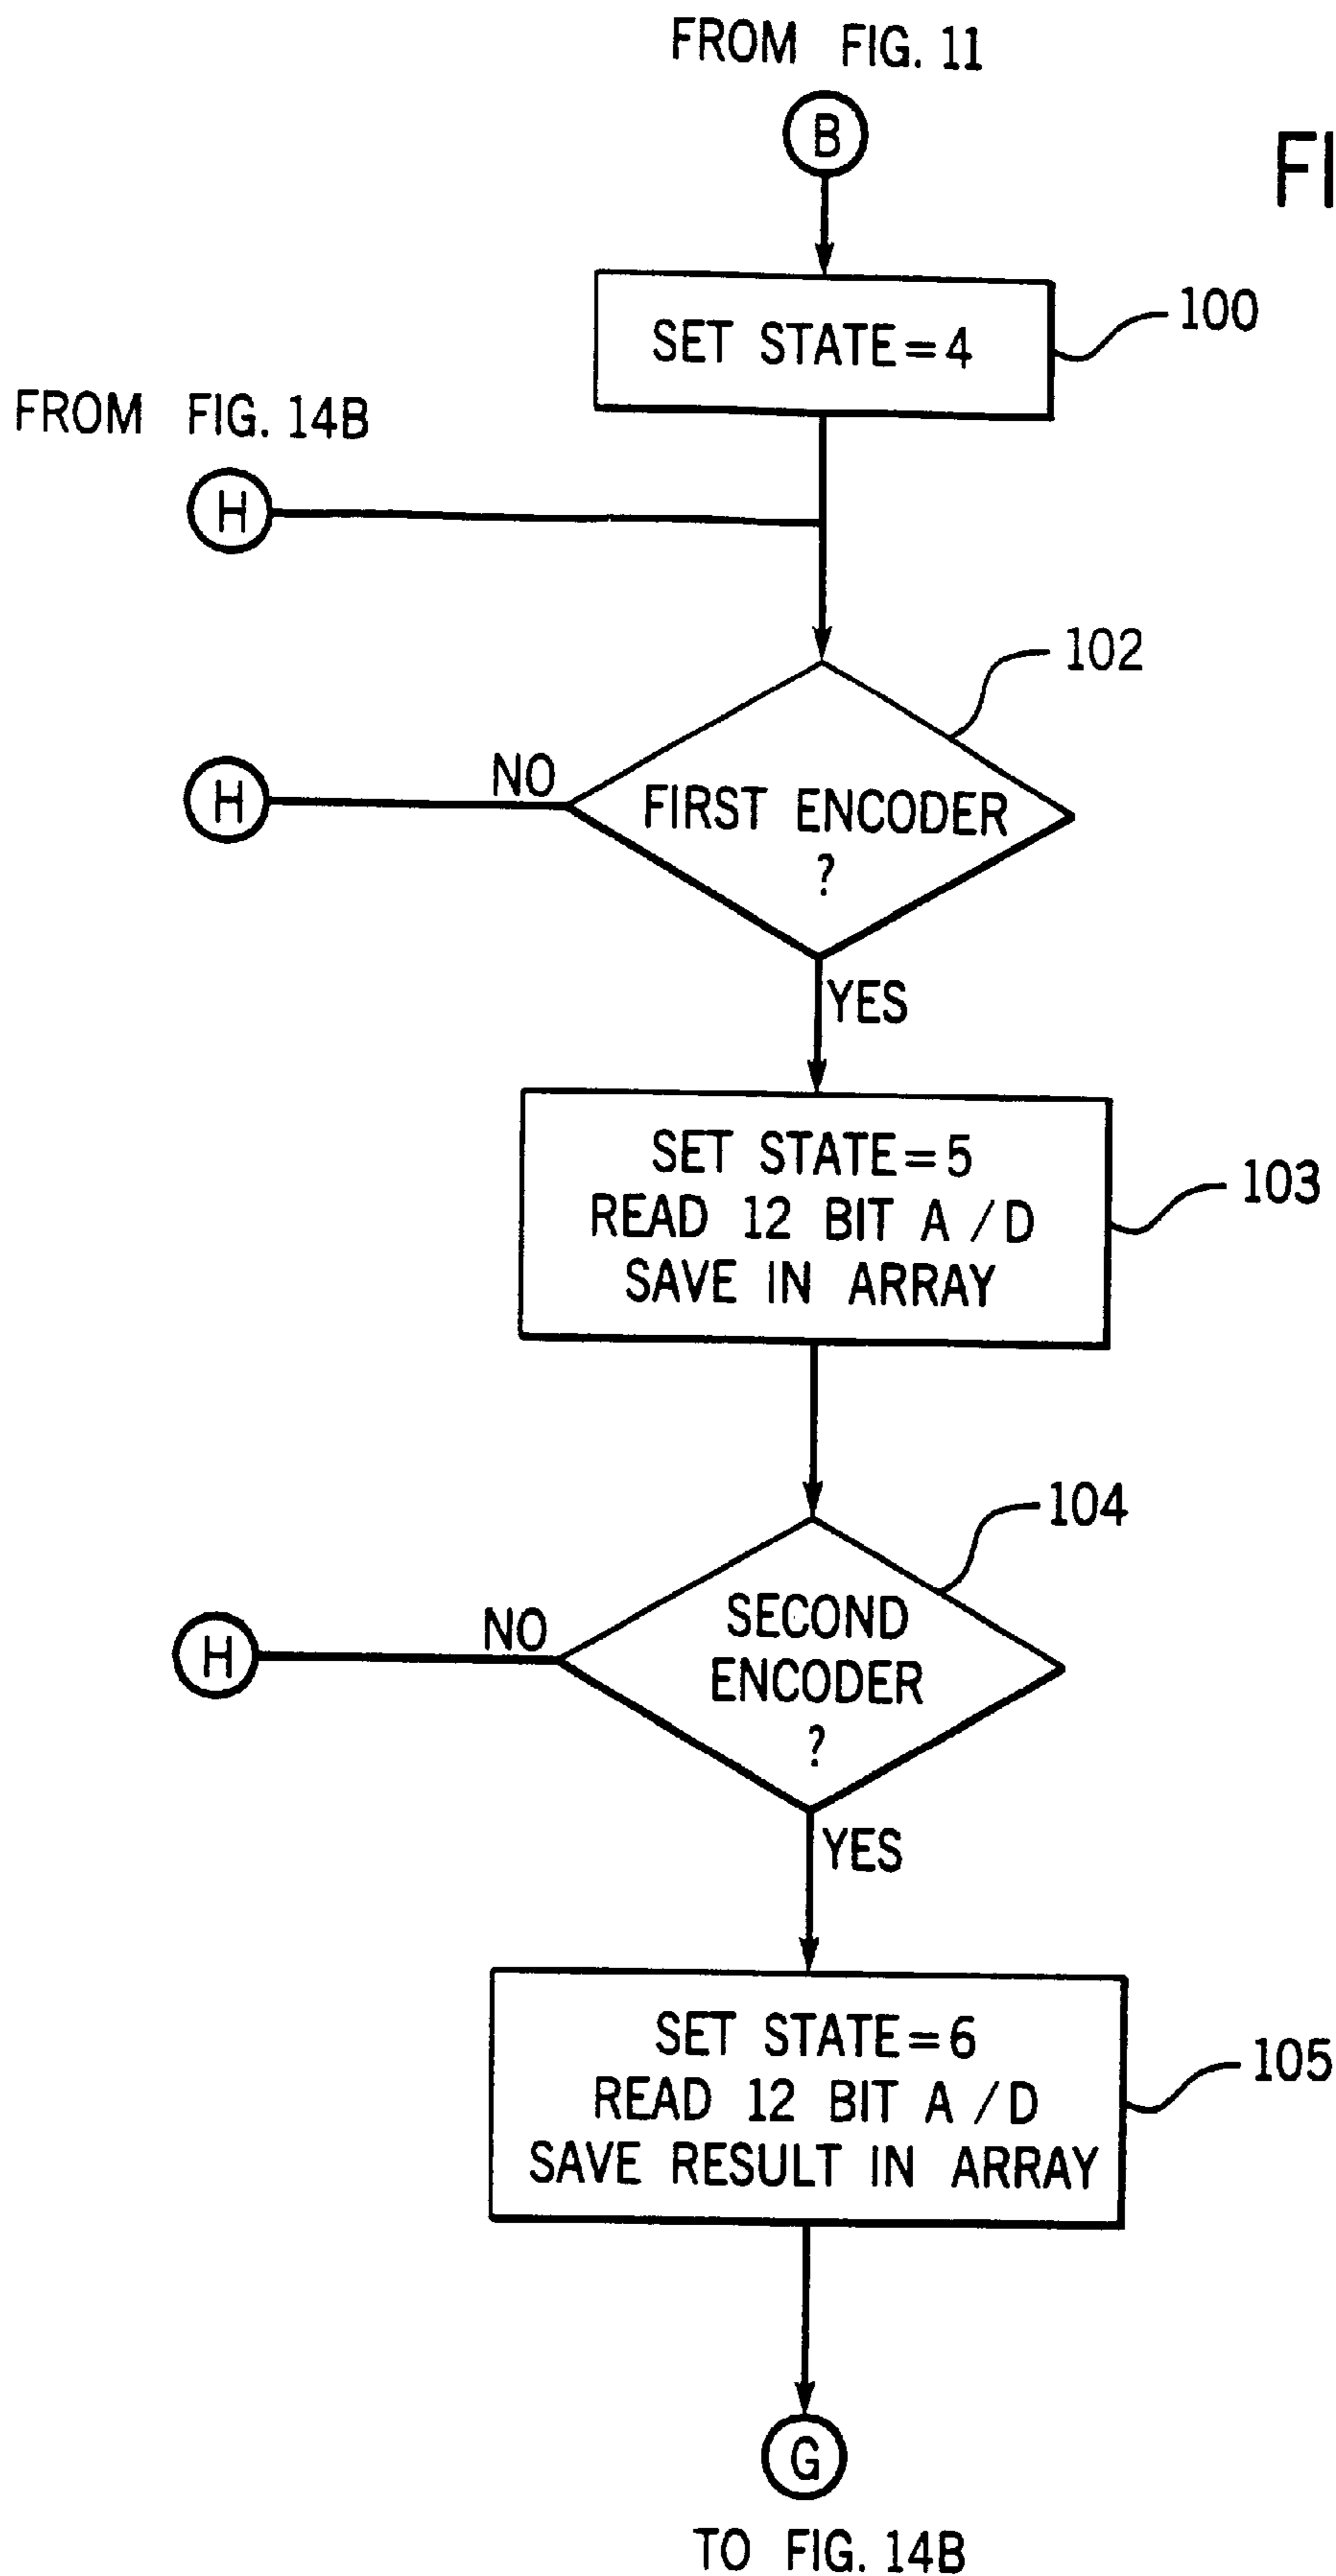 FROM FIG. 11
B
FI
SET STATE=4
100
FROM FIG. 14B
H
102
NO
H
FIRST ENCODER
?
YES
SET STATE=5
READ 12 BIT A/D
SAVE IN ARRAY
103
104
NO
H
SECOND
ENCODER
?
YES
SET STATE=6
READ 12 BIT A/D
SAVE RESULT IN ARRAY
105
G
TO FIG. 14B